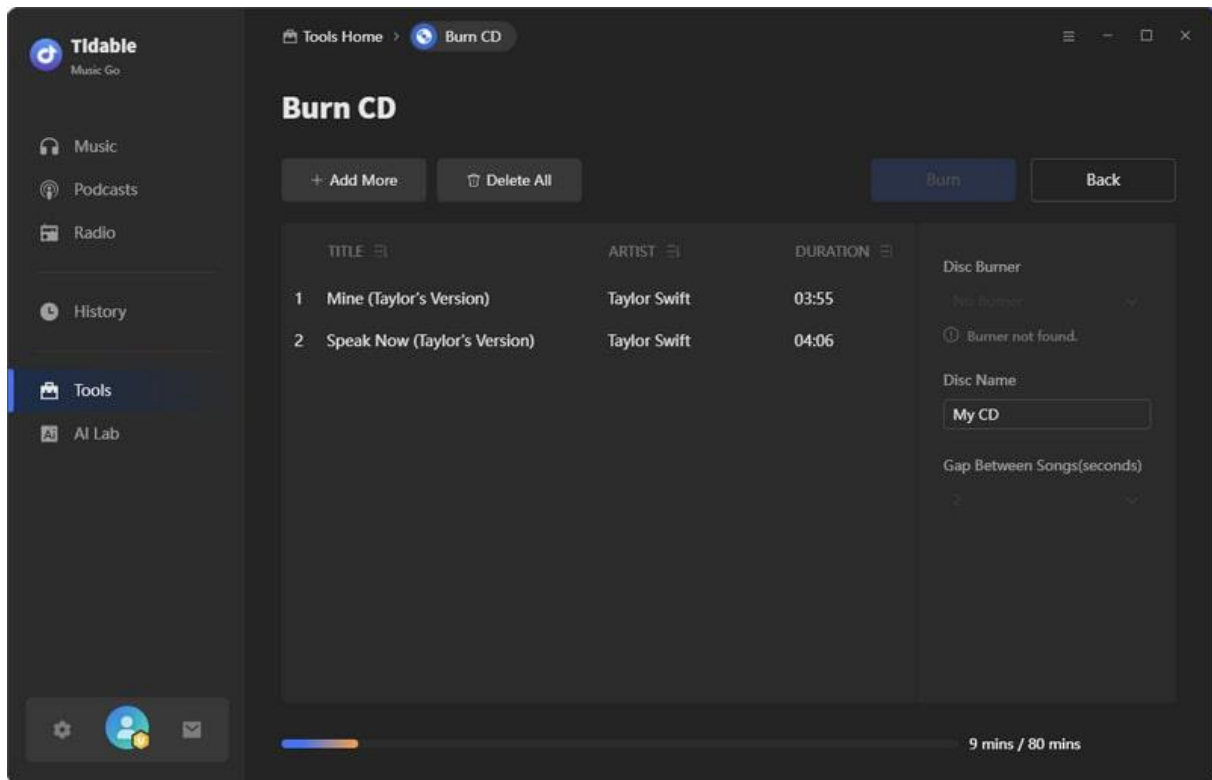 Tidable
Music Go
Tools Home > Burn CD
Burn CD
Music
Podcasts
Radio
History
Tools
AI Lab
+ Add More
Delete All
Burn
Back
TITLE ARTIST DURATION
1 Mine (Taylor's Version) Taylor Swift 03:55
2 Speak Now (Taylor's Version) Taylor Swift 04:06
Disc Burner
No Burner
Burner not found.
Disc Name
My CD
Gap Between Songs(seconds)
2
9 mins / 80 mins